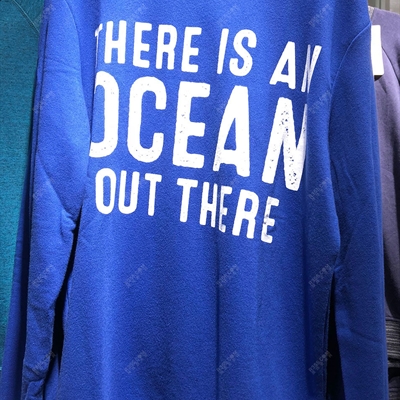 THERE IS AN
OCEAN
OUT THERE